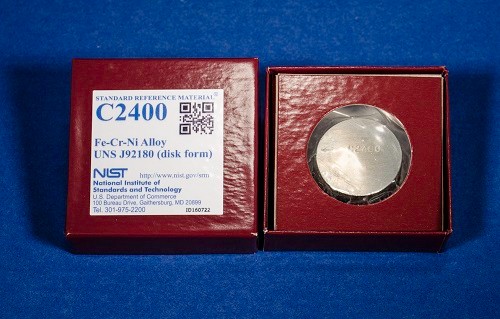 STANDARD REFERENCE MATERIAL®
C2400
Fe-Cr-Ni Alloy
UNS J92180 (disk form)
NIST http://www.nist.gov/srm
National Institute of
Standards and Technology
U.S. Department of Commerce
100 Bureau Drive, Gaithersburg, MD 20899
Tel. 301-975-2200
ID160722